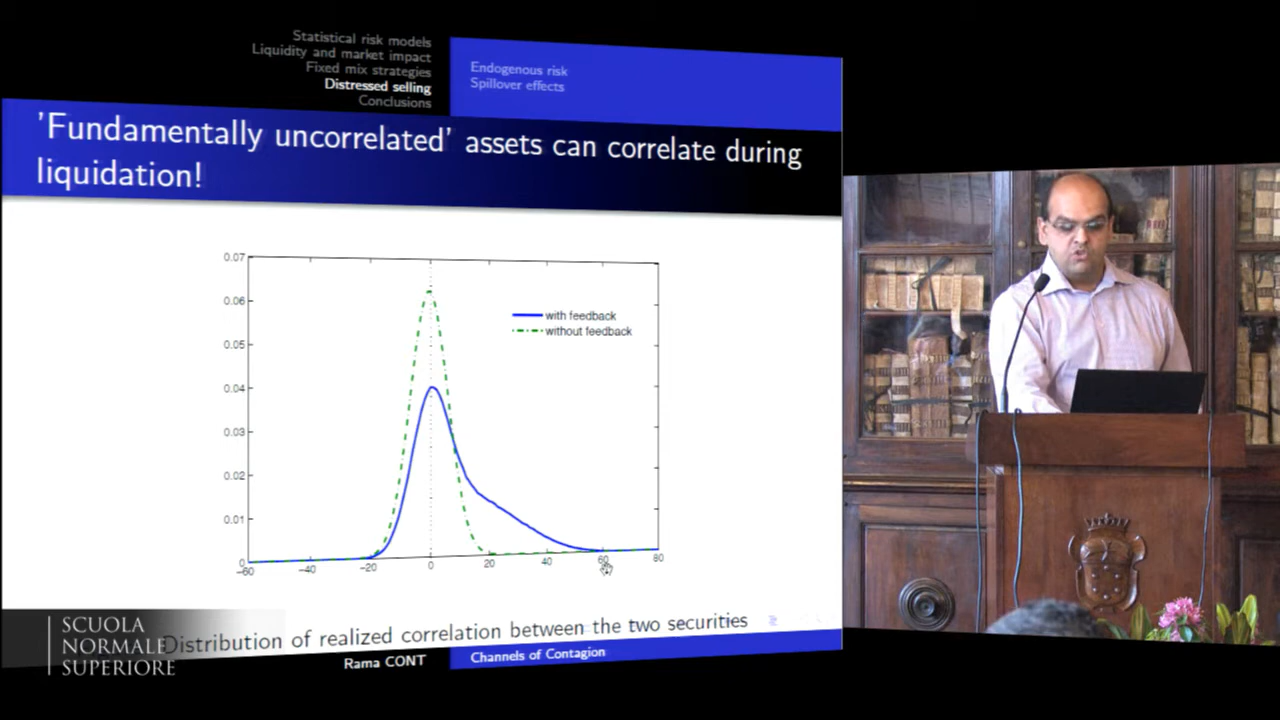 Statistical risk models
Liquidity and market impact
Fixed mix strategies
Distressed selling
Conclusions
Endogenous risk
Spillover effects
'Fundamentally uncorrelated' assets can correlate during
liquidation!
0.07
0.06
0.05
0.04
0.03
0.02
0.01
0
with feedback
without feedback
−60
−40
−20
0
20
40
60
80
Distribution of realized correlation between the two securities
Rama CONT
Channels of Contagion
SCUOLA
NORMALE
SUPERIORE